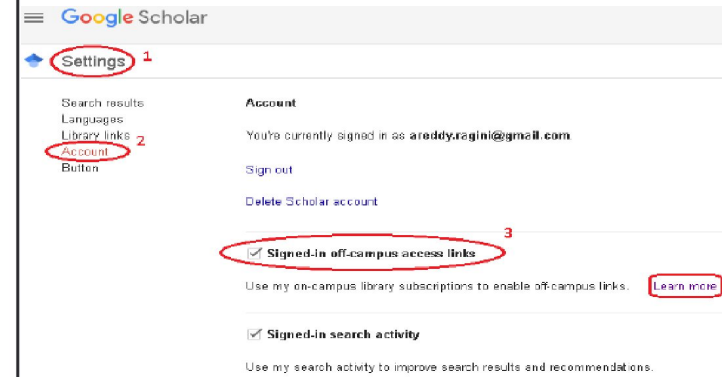 Google Scholar
Settings 1
Search results
Languages
Library links
Account 2
Button
Account
You're currently signed in as areddy.ragini@gmail.com
Sign out
Delete Scholar account
3
Signed-in off-campus access links
Use my on-campus library subscriptions to enable off-campus links. Learn more
Signed-in search activity
Use my search activity to improve search results and recommendations.